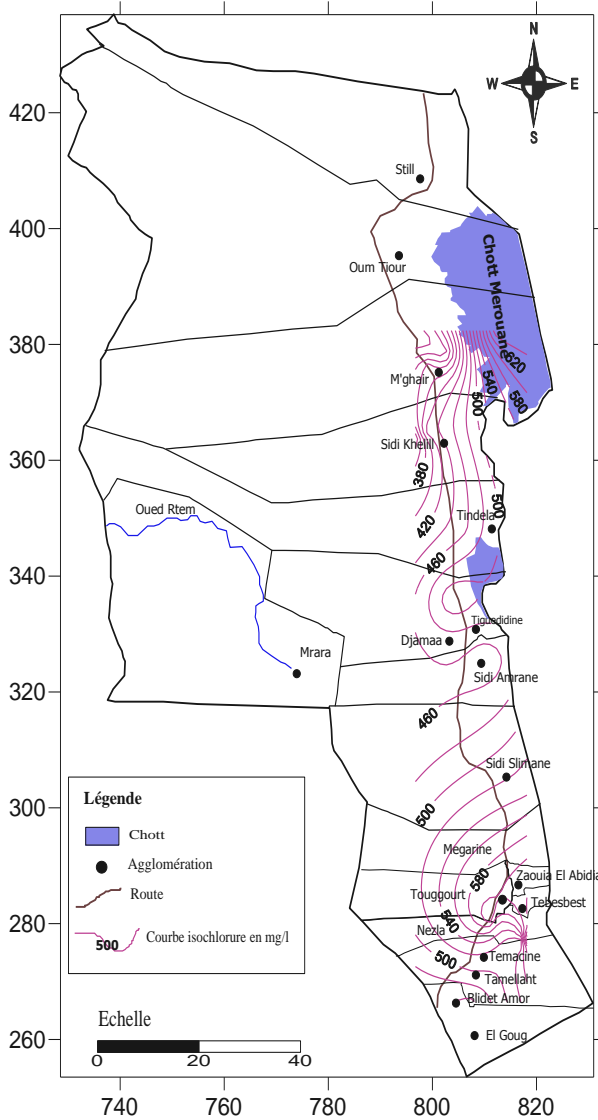 N
W E
S
420
400
380
360
340
320
300
280
260
740
760
780
800
820
Still
Oum Tiour
Chott Merouane
620
540
580
M'ghair
500
Sidi Khelill
380
500
420
Tindela
Oued Rtem
460
Tiguedidine
Djamaa
Mrara
Sidi Amrane
460
Sidi Slimane
500
Megarine
580
Zaouia El Abidia
Touggourt
Tebesbest
540
Nezla
Temacine
500
Tamellaht
Blidet Amor
El Goug
Légende
Chott
Agglomération
Route
500 Courbe isochlorure en mg/l
Echelle
0 20 40